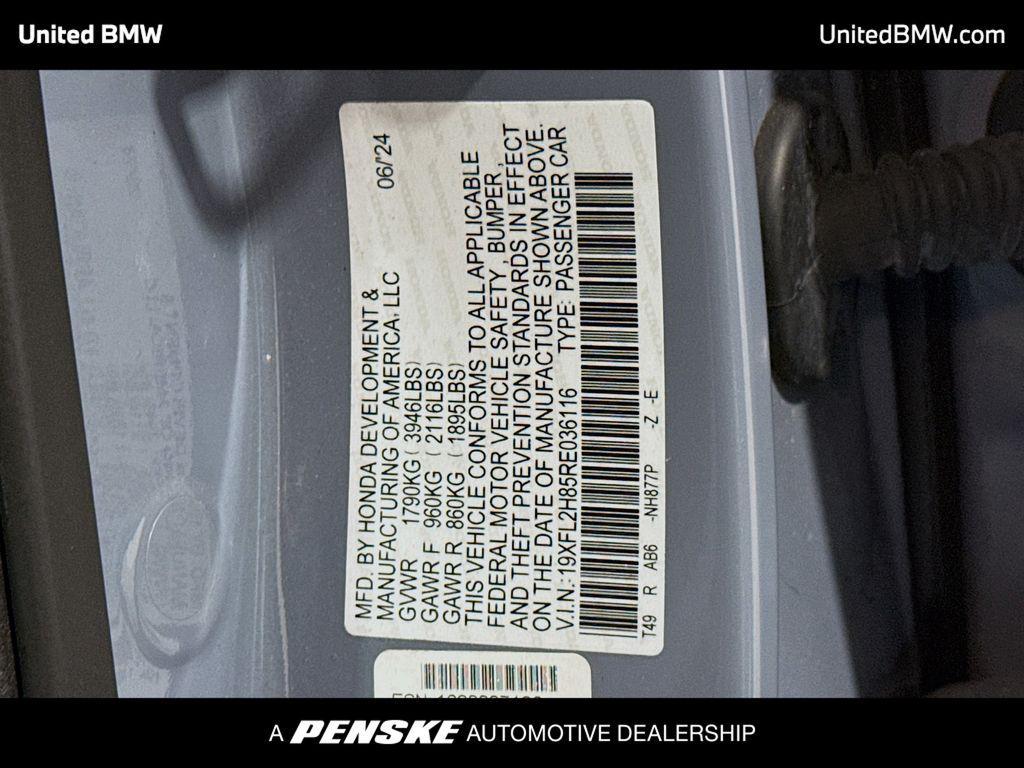 United BMW
UnitedBMW.com
MFD. BY HONDA DEVELOPMENT &
MANUFACTURING OF AMERICA, LLC 06/'24
GVWR 1790KG ( 3946LBS)
GAWR F 960KG ( 2116LBS)
GAWR R 860KG ( 1895LBS)
THIS VEHICLE CONFORMS TO ALL APPLICABLE
FEDERAL MOTOR VEHICLE SAFETY, BUMPER,
AND THEFT PREVENTION STANDARDS IN EFFECT
ON THE DATE OF MANUFACTURE SHOWN ABOVE.
V.I.N.:19XFL2H85RE036116 TYPE: PASSENGER CAR
T49 R AB6 -NH877P -Z -E
A PENSKE AUTOMOTIVE DEALERSHIP